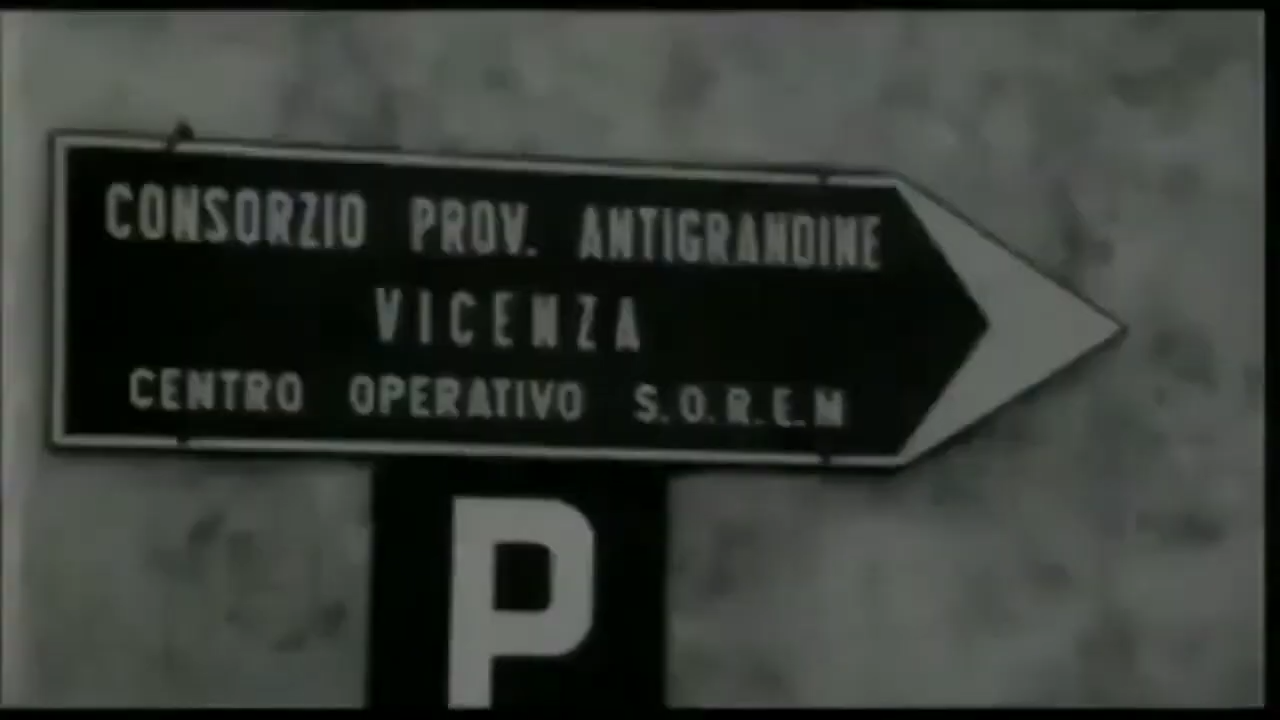 CONSORZIO PROV. ANTIGRANDINE
VICENZA
CENTRO OPERATIVO S.O.R.E.M
P